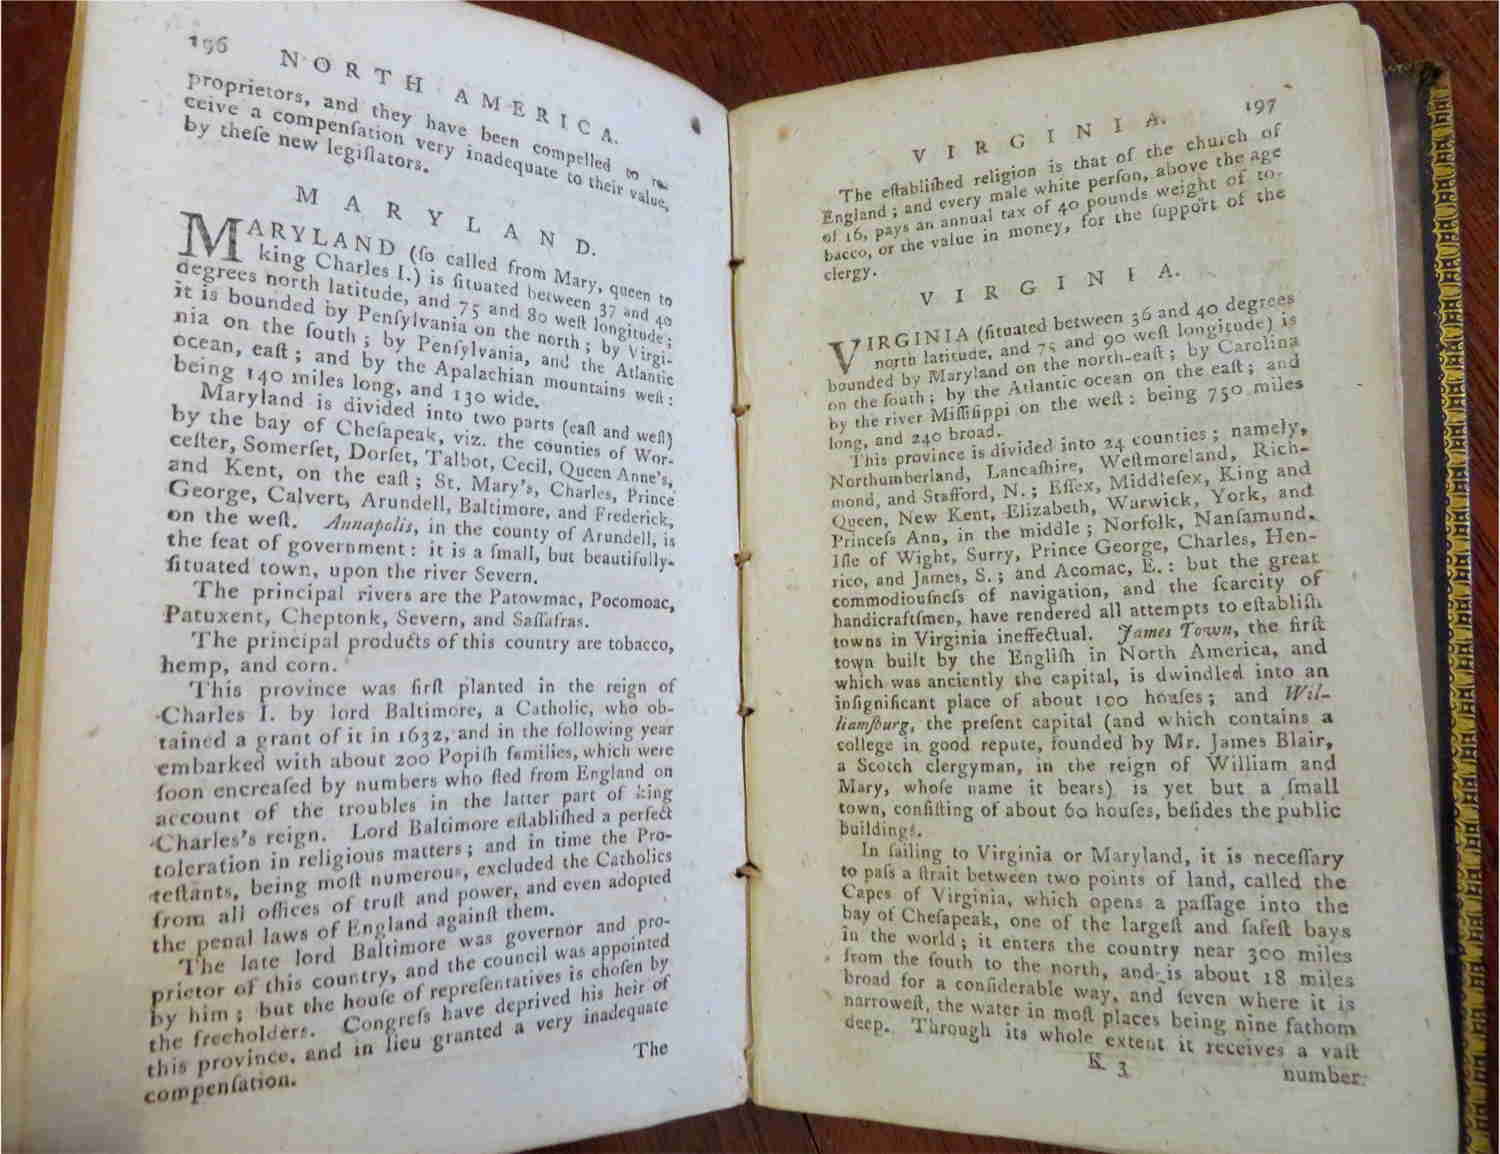 196 NORTH AMERICA.
proprietors, and they have been compelled to re-
ceive a compenſation very inadequate to their value,
by theſe new legiſlators.
MARYLAND.
MARYLAND (ſo called from Mary, queen to
king Charles I.) is ſituated between 37 and 40
degrees north latitude, and 75 and 80 weſt longitude;
it is bounded by Penſylvania on the north; by Virgi-
nia on the ſouth; by Penſylvania, and the Atlantic
ocean, eaſt; and by the Apalachian mountains weſt:
being 140 miles long, and 130 wide.
Maryland is divided into two parts (eaſt and weſt)
by the bay of Cheſapeak, viz. the counties of Wor-
ceſter, Somerſet, Dorſet, Talbot, Cecil, Queen Anne's,
and Kent, on the eaſt; St. Mary's, Charles, Prince
George, Calvert, Arundell, Baltimore, and Frederick,
on the weſt. Annapolis, in the county of Arundell, is
the ſeat of government: it is a ſmall, but beautifully-
ſituated town, upon the river Severn.
The principal rivers are the Patowmac, Pocomoac,
Patuxent, Cheptonk, Severn, and Saſſafras.
The principal products of this country are tobacco,
hemp, and corn.
This province was firſt planted in the reign of
Charles I. by lord Baltimore, a Catholic, who ob-
tained a grant of it in 1632, and in the following year
embarked with about 200 Popiſh families, which were
ſoon encreaſed by numbers who fled from England on
account of the troubles in the latter part of king
Charles's reign. Lord Baltimore eſtabliſhed a perfect
toleration in religious matters; and in time the Pro-
teſtants, being moſt numerous, excluded the Catholics
from all offices of truſt and power, and even adopted
the penal laws of England againſt them.
The late lord Baltimore was governor and pro-
prietor of this country, and the council was appointed
by him; but the houſe of repreſentatives is choſen by
the freeholders. Congreſs have deprived his heir of
this province, and in lieu granted a very inadequate
compenſation.
The
VIRGINIA. 197
The eſtabliſhed religion is that of the church of
England; and every male white perſon, above the age
of 16, pays an annual tax of 40 pounds weight of to-
bacco, or the value in money, for the ſupport of the
clergy.
VIRGINIA.
VIRGINIA (ſituated between 36 and 40 degrees
north latitude, and 75 and 90 weſt longitude) is
bounded by Maryland on the north-eaſt; by Carolina
on the ſouth; by the Atlantic ocean on the eaſt; and
by the river Miſſiſippi on the weſt: being 750 miles
long, and 240 broad.
This province is divided into 24 counties; namely,
Northumberland, Lancaſhire, Weſtmoreland, Rich-
mond, and Stafford, N.; Eſſex, Middleſex, King and
Queen, New Kent, Elizabeth, Warwick, York, and
Princeſs Ann, in the middle; Norfolk, Nanſamund,
Iſle of Wight, Surry, Prince George, Charles, Hen-
rico, and James, S.; and Acomac, E.: but the great
commodiouſneſs of navigation, and the ſcarcity of
handicraftſmen, have rendered all attempts to eſtabliſh
towns in Virginia ineffectual. James Town, the firſt
town built by the Engliſh in North America, and
which was anciently the capital, is dwindled into an
inſignificant place of about 100 houſes; and Wil-
liamſburg, the preſent capital (and which contains a
college in good repute, founded by Mr. James Blair,
a Scotch clergyman, in the reign of William and
Mary, whoſe name it bears) is yet but a ſmall
town, conſiſting of about 60 houſes, beſides the public
buildings.
In ſailing to Virginia or Maryland, it is neceſſary
to paſs a ſtrait between two points of land, called the
Capes of Virginia, which opens a paſſage into the
bay of Cheſapeak, one of the largeſt and ſafeſt bays
in the world; it enters the country near 300 miles
from the ſouth to the north, and is about 18 miles
broad for a conſiderable way, and ſeven where it is
narroweſt, the water in moſt places being nine fathom
deep. Through its whole extent it receives a vaſt
K 3
number